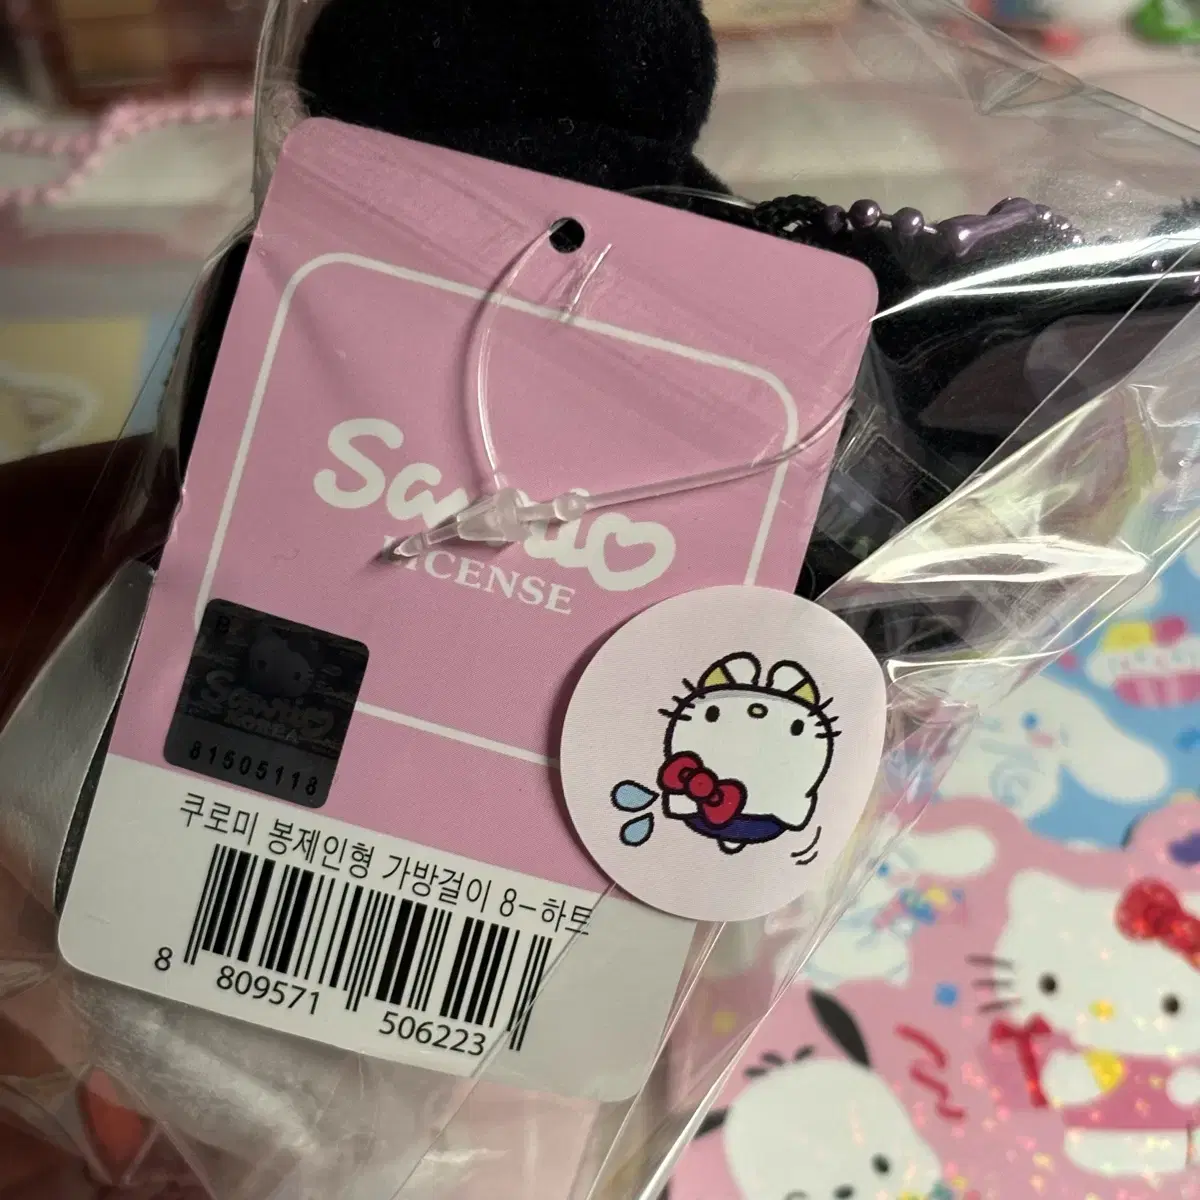 Sanrio
LICENSE
B
Sanrio
KOREA
81505118
쿠로미 봉제인형 가방걸이 8-하트
8 809571 506223